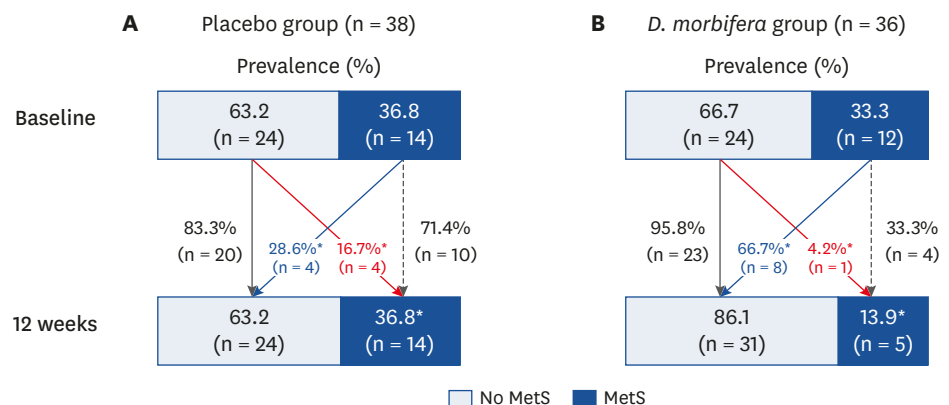 A Placebo group (n = 38)
Prevalence (%)
Baseline
63.2
(n = 24)
36.8
(n = 14)
83.3%
(n = 20)
28.6%*
(n = 4)
16.7%*
(n = 4)
71.4%
(n = 10)
12 weeks
63.2
(n = 24)
36.8*
(n = 14)
B D. morbifera group (n = 36)
Prevalence (%)
66.7
(n = 24)
33.3
(n = 12)
95.8%
(n = 23)
66.7%*
(n = 8)
4.2%*
(n = 1)
33.3%
(n = 4)
86.1
(n = 31)
13.9*
(n = 5)
No MetS
MetS